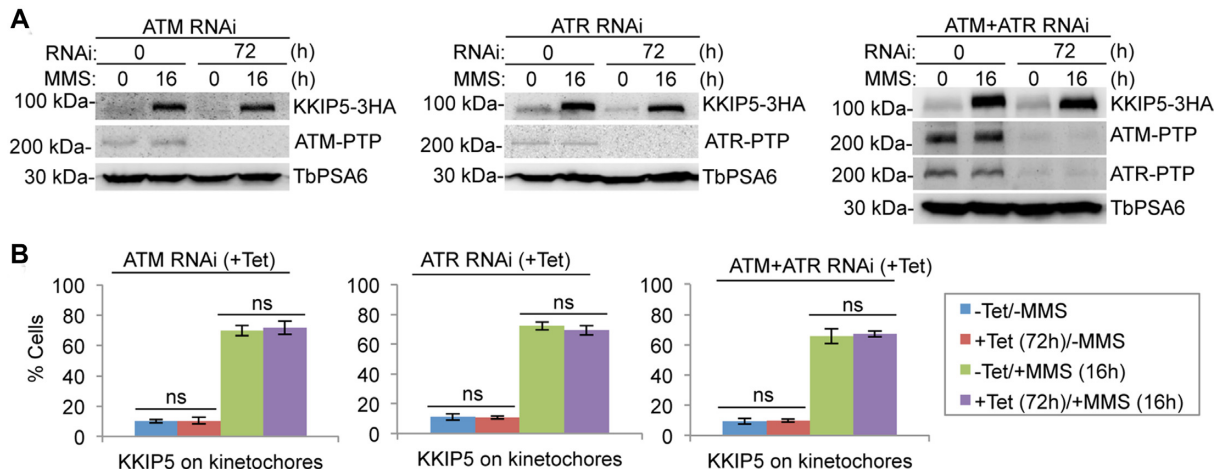 A
ATM RNAi
RNAi: 0 72 (h)
MMS: 0 16 0 16 (h)
100 kDa- KKIP5-3HA
200 kDa- ATM-PTP
30 kDa- TbPSA6
ATR RNAi
RNAi: 0 72 (h)
MMS: 0 16 0 16 (h)
100 kDa- KKIP5-3HA
200 kDa- ATR-PTP
30 kDa- TbPSA6
ATM+ATR RNAi
RNAi: 0 72 (h)
MMS: 0 16 0 16 (h)
100 kDa- KKIP5-3HA
200 kDa- ATM-PTP
200 kDa- ATR-PTP
30 kDa- TbPSA6
B
ATM RNAi (+Tet)
% Cells
100
80
60
40
20
0
ns
ns
KKIP5 on kinetochores
ATR RNAi (+Tet)
100
80
60
40
20
0
ns
ns
KKIP5 on kinetochores
ATM+ATR RNAi (+Tet)
100
80
60
40
20
0
ns
ns
KKIP5 on kinetochores
-Tet/-MMS
+Tet (72h)/-MMS
-Tet/+MMS (16h)
+Tet (72h)/+MMS (16h)